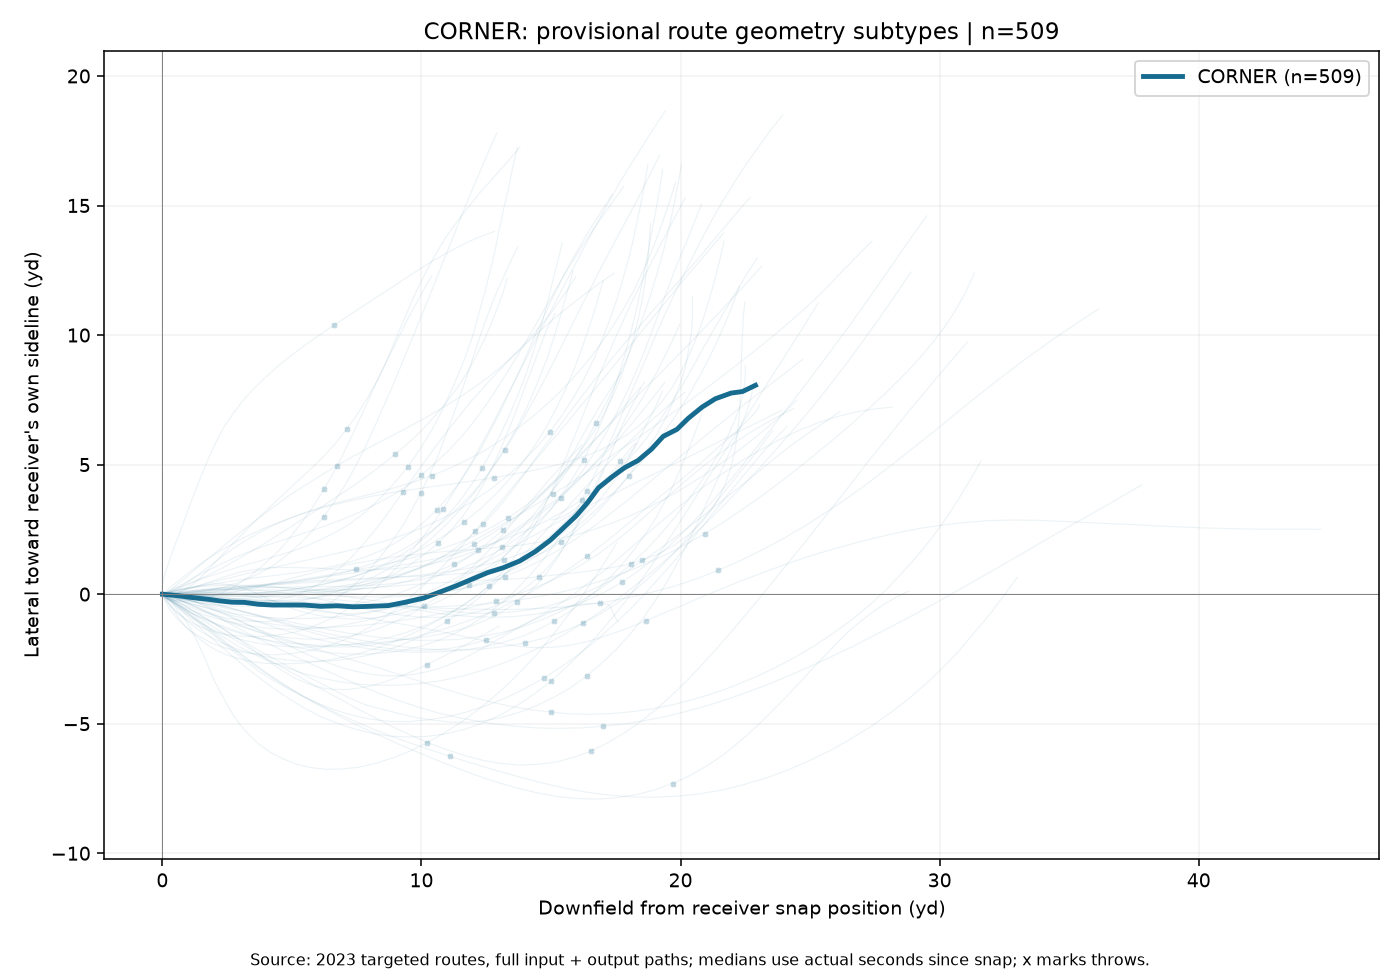 CORNER: provisional route geometry subtypes | n=509
CORNER (n=509)
Lateral toward receiver's own sideline (yd)
20
15
10
5
0
−5
−10
0
10
20
30
40
Downfield from receiver snap position (yd)
Source: 2023 targeted routes, full input + output paths; medians use actual seconds since snap; x marks throws.